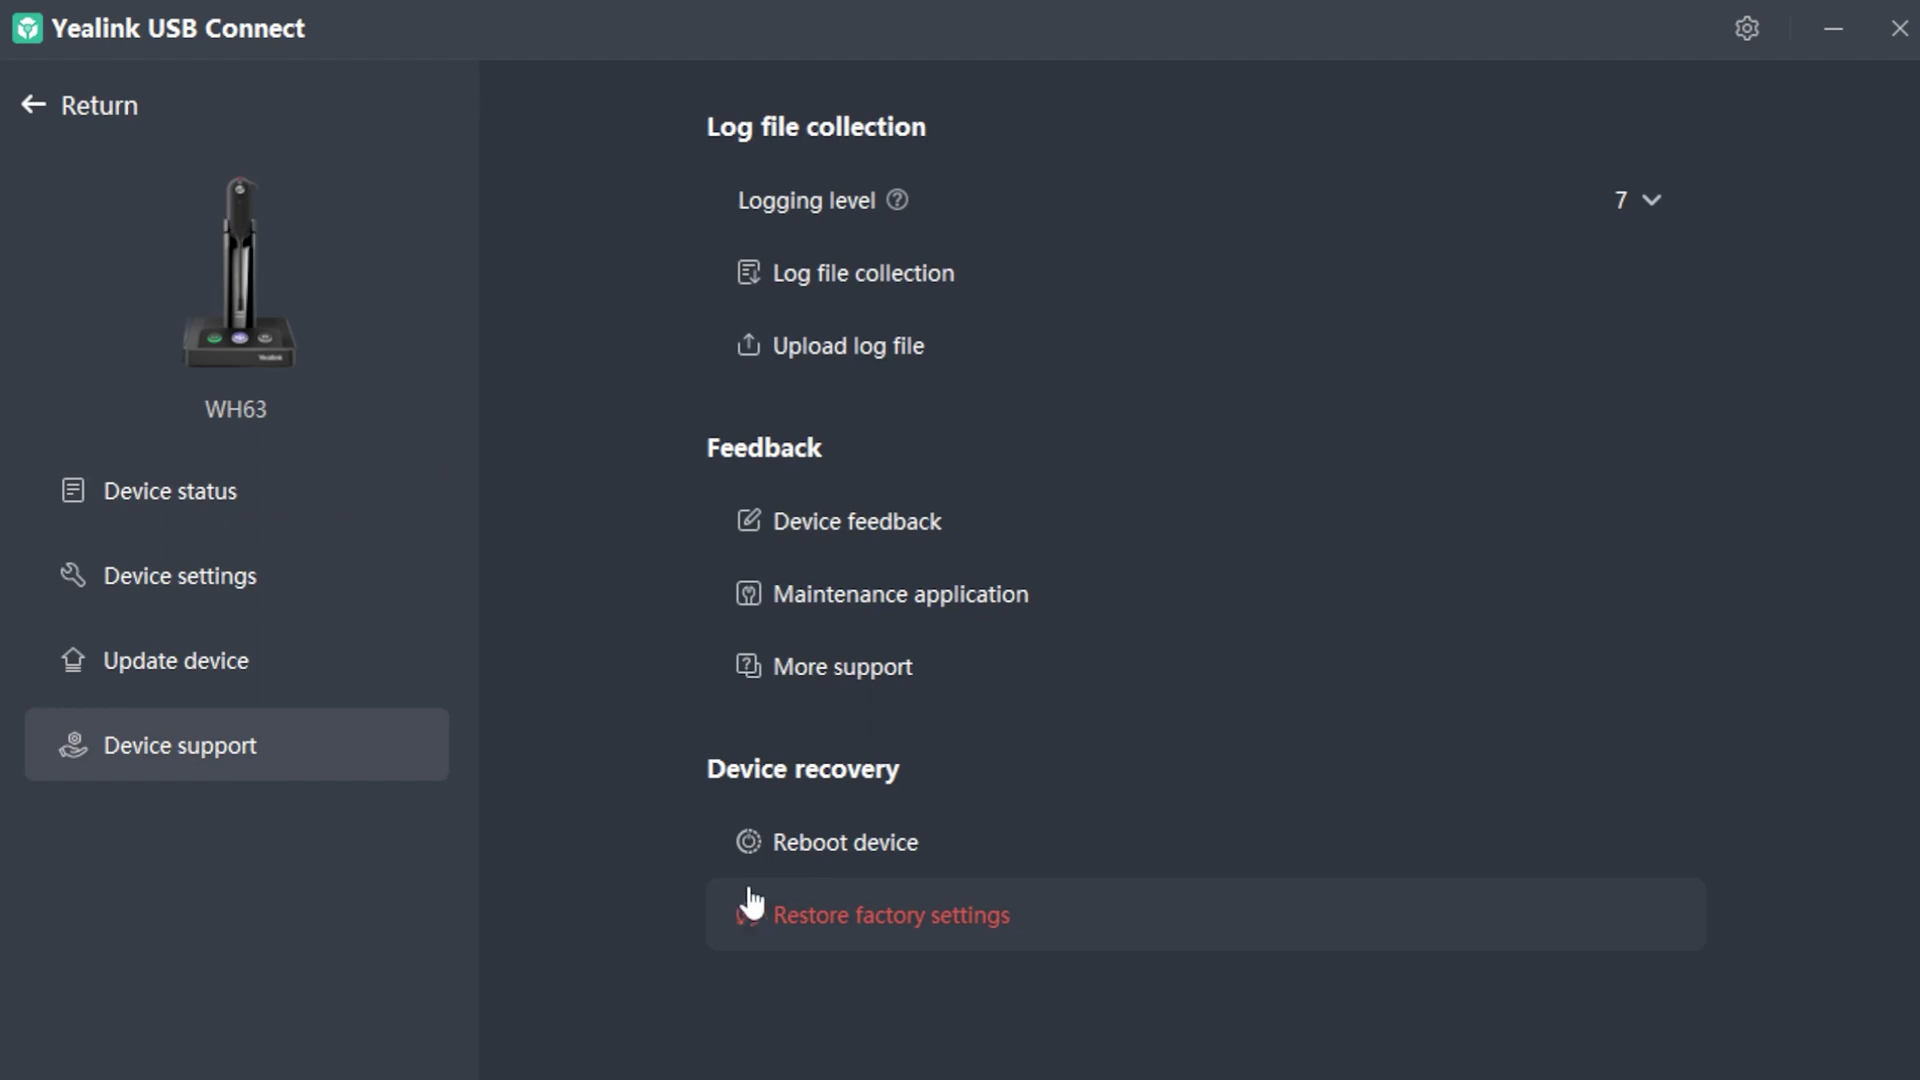 Yealink USB Connect
Return
WH63
Device status
Device settings
Update device
Device support
Log file collection
Logging level
7
Log file collection
Upload log file
Feedback
Device feedback
Maintenance application
More support
Device recovery
Reboot device
Restore factory settings